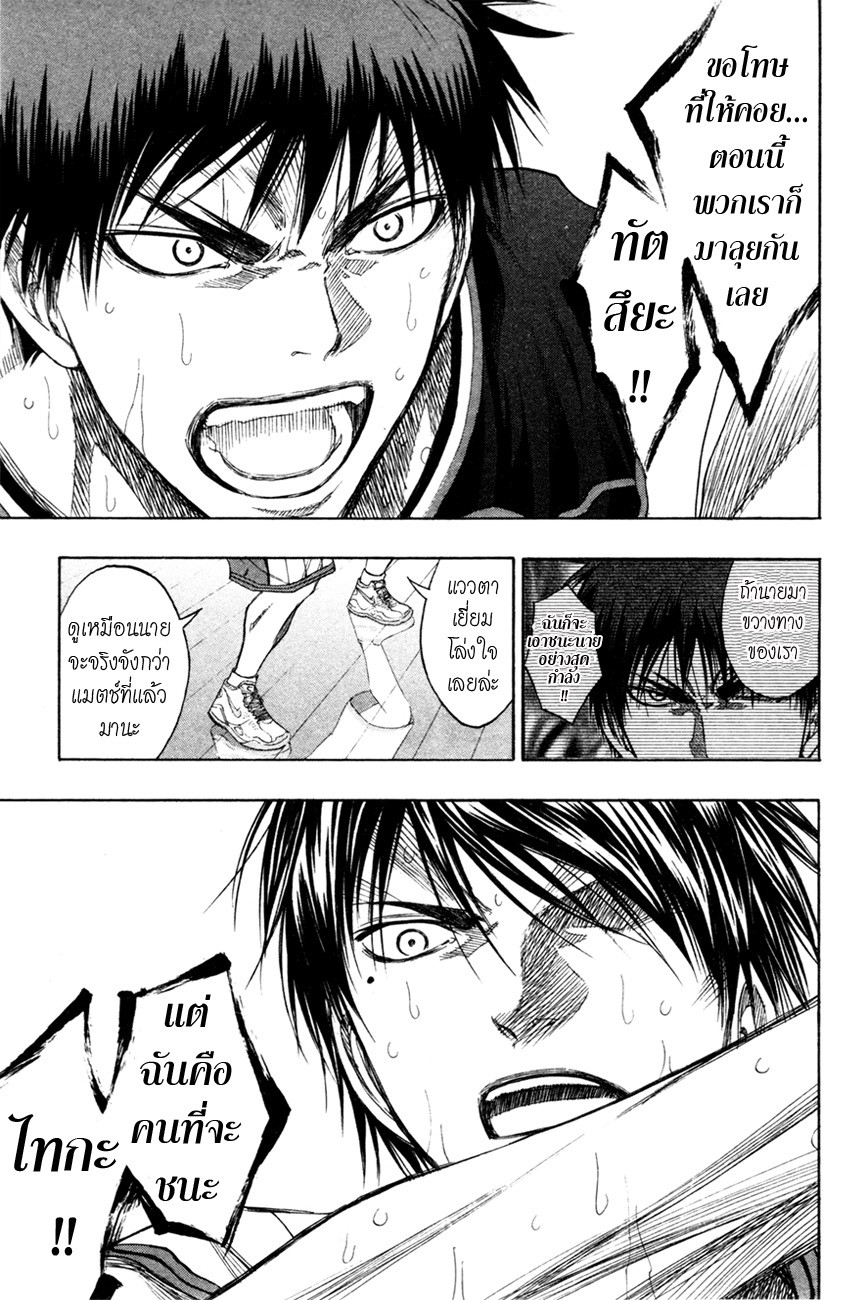 ขอโทษ
ที่ให้คอย...
ตอนนี้
พวกเราก็
มาลุยกัน
เลย
ทัต
สึยะ
!!
ถ้านายมา
ขวางทาง
ของเรา
ฉันก็จะ
เอาชนะนาย
อย่างสุด
กำลัง
!!
แววตา
เยี่ยม
โล่งใจ
เลยล่ะ
ดูเหมือนนาย
จะจริงจังกว่า
แมตช์ที่แล้ว
มานะ
แต่
ฉันคือ
คนที่จะ
ชนะ
ไทกะ
!!